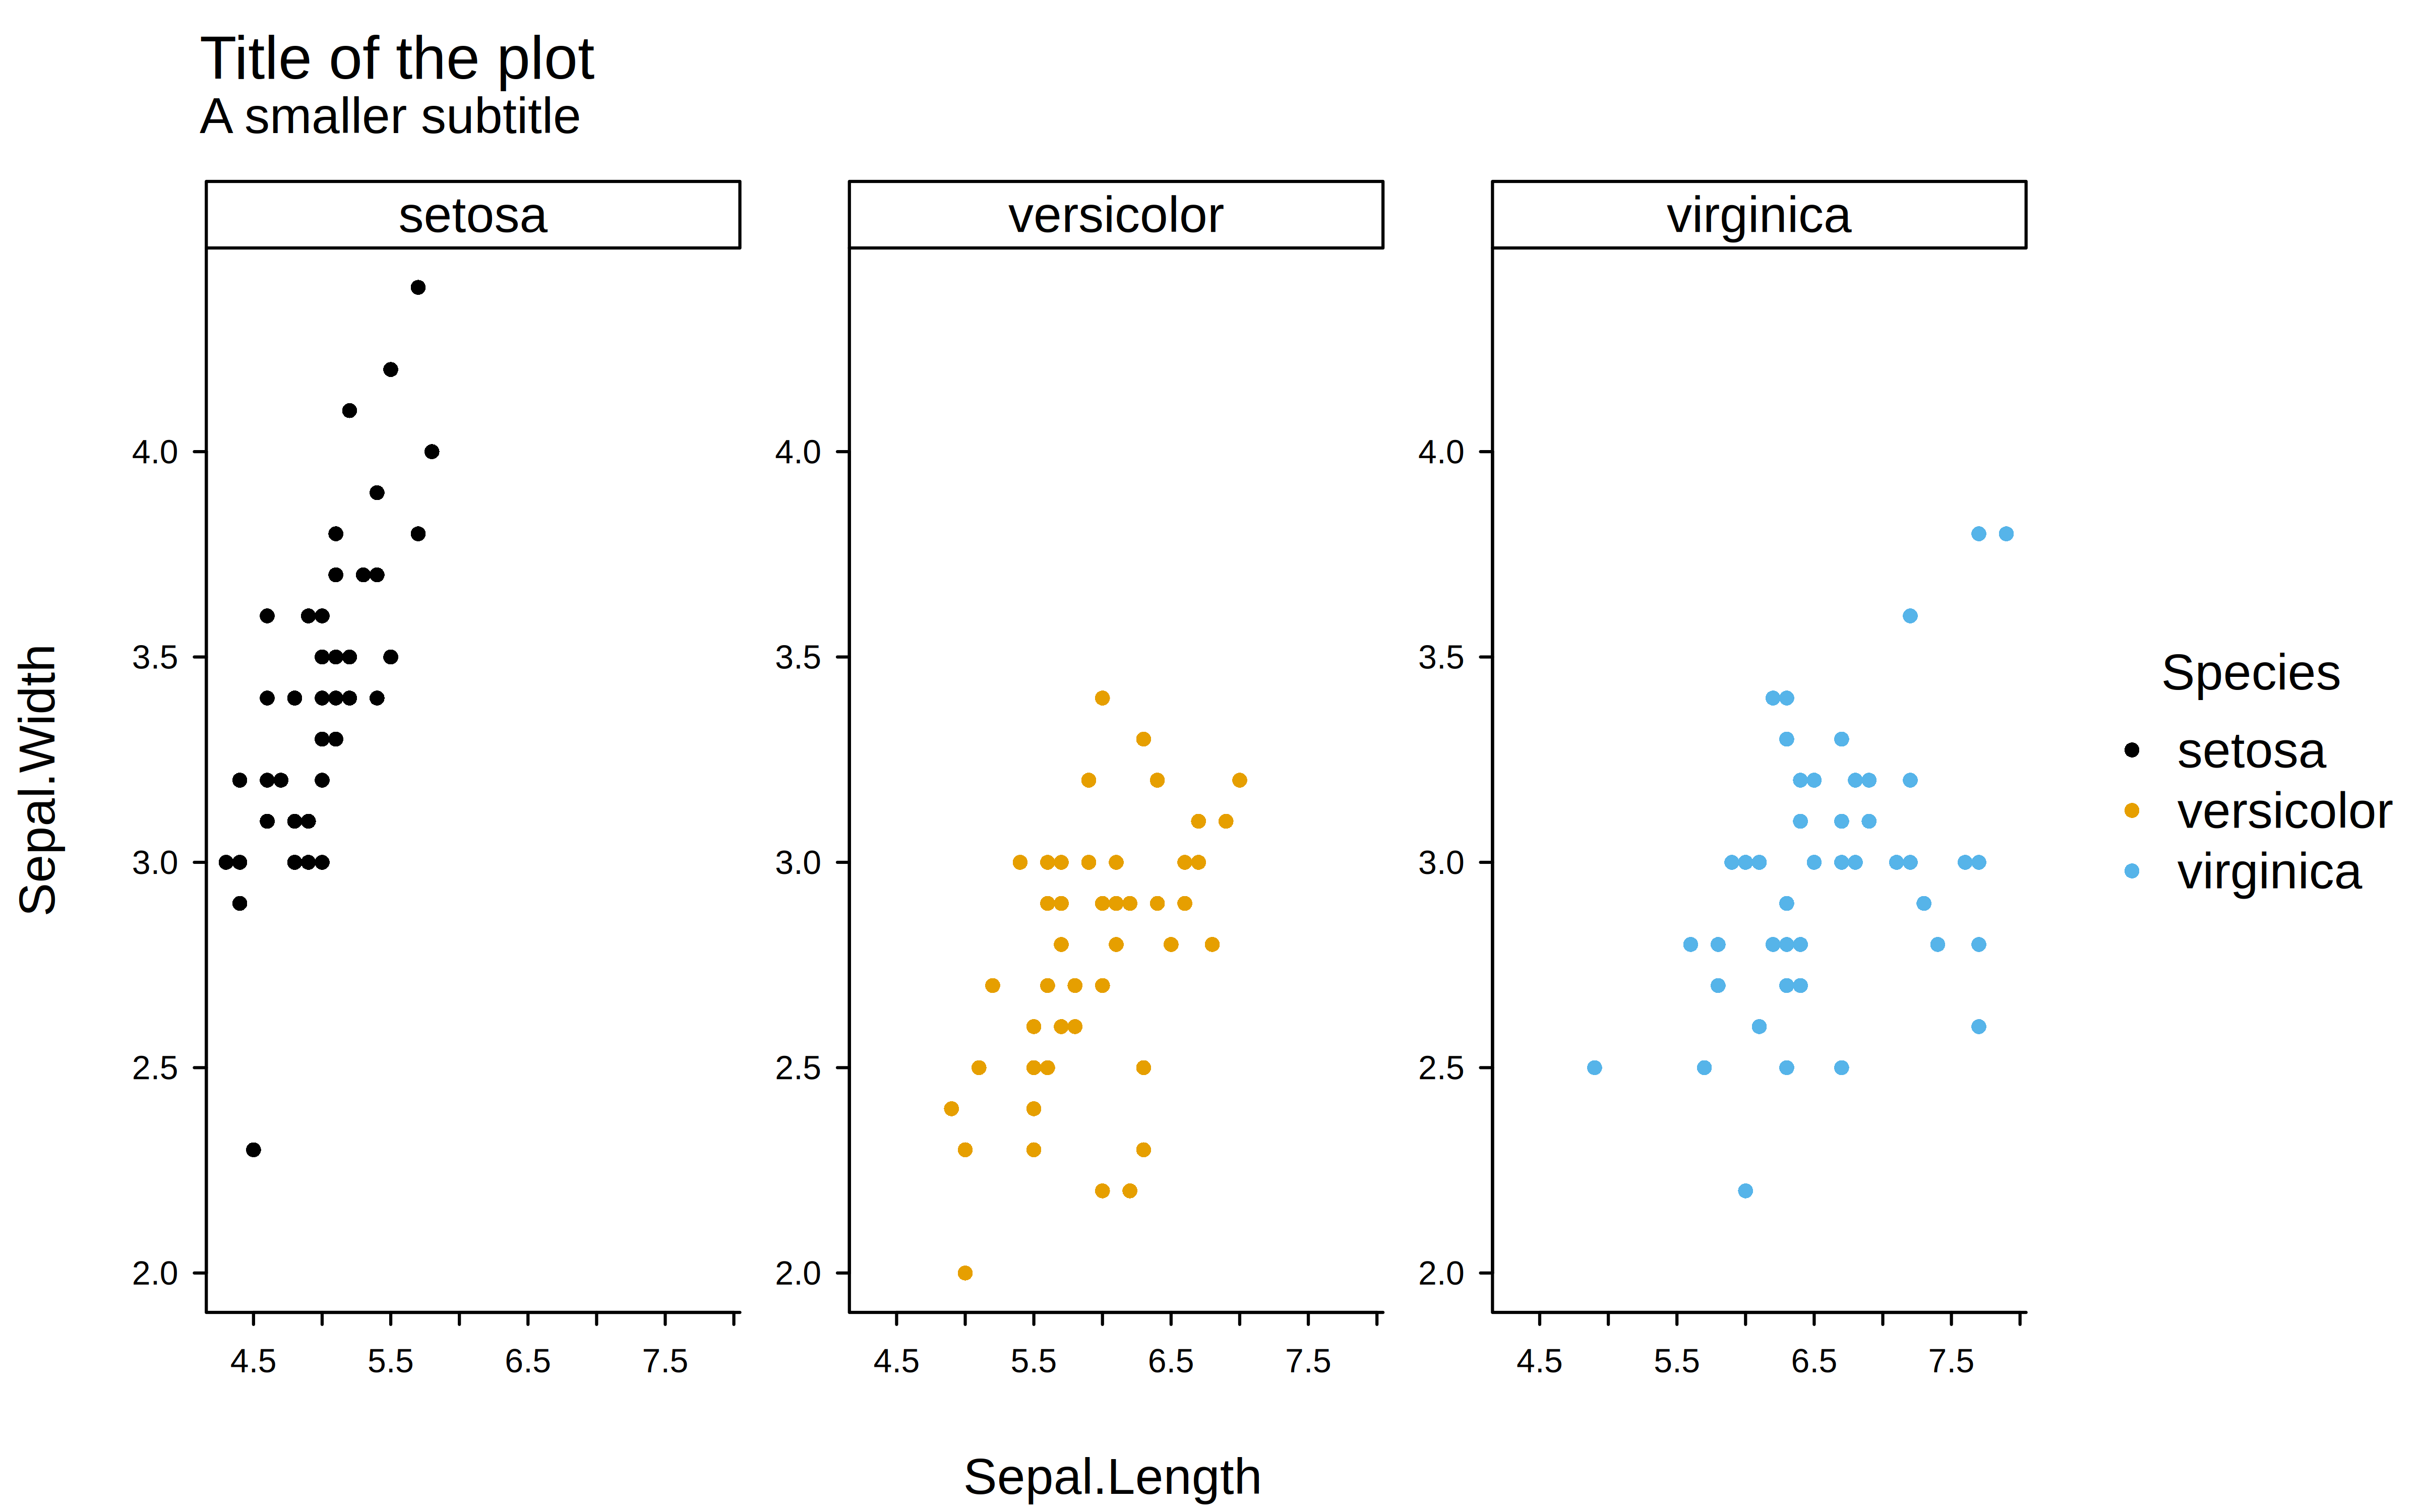 Title of the plot
A smaller subtitle
setosa versicolor virginica
4.0 4.0 4.0
3.5 3.5 3.5
3.0 3.0 3.0
2.5 2.5 2.5
2.0 2.0 2.0
4.5 5.5 6.5 7.5 4.5 5.5 6.5 7.5 4.5 5.5 6.5 7.5
Sepal.Width
Sepal.Length
Species
setosa
versicolor
virginica